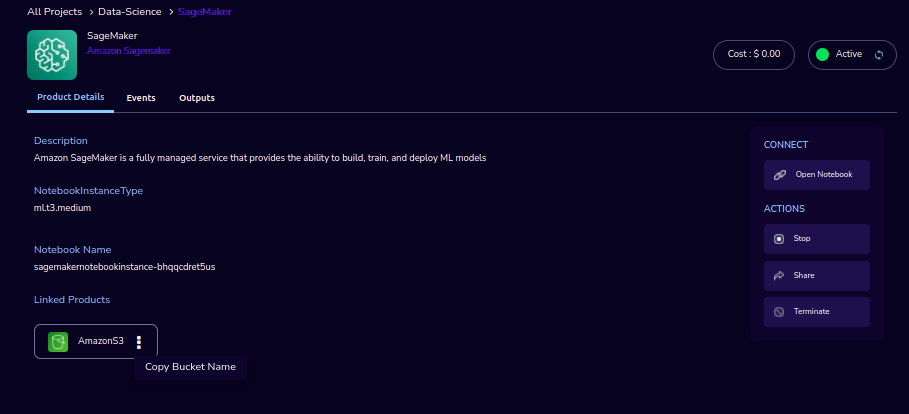 All Projects > Data-Science > SageMaker
SageMaker
Amazon Sagemaker
Cost : $ 0.00
Active
Product Details
Events
Outputs
Description
Amazon SageMaker is a fully managed service that provides the ability to build, train, and deploy ML models
NotebookInstanceType
ml.t3.medium
Notebook Name
sagemakernotebookinstance-bhqqcdret5us
Linked Products
AmazonS3
Copy Bucket Name
CONNECT
Open Notebook
ACTIONS
Stop
Share
Terminate